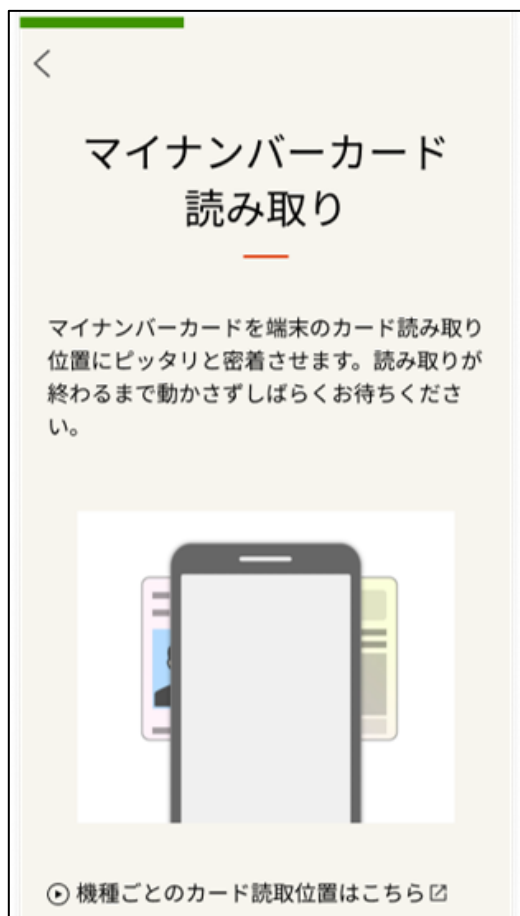 マイナンバーカード
読み取り
マイナンバーカードを端末のカード読み取り
位置にピッタリと密着させます。読み取りが
終わるまで動かさずしばらくお待ちくださ
い。
機種ごとのカード読取位置はこちら